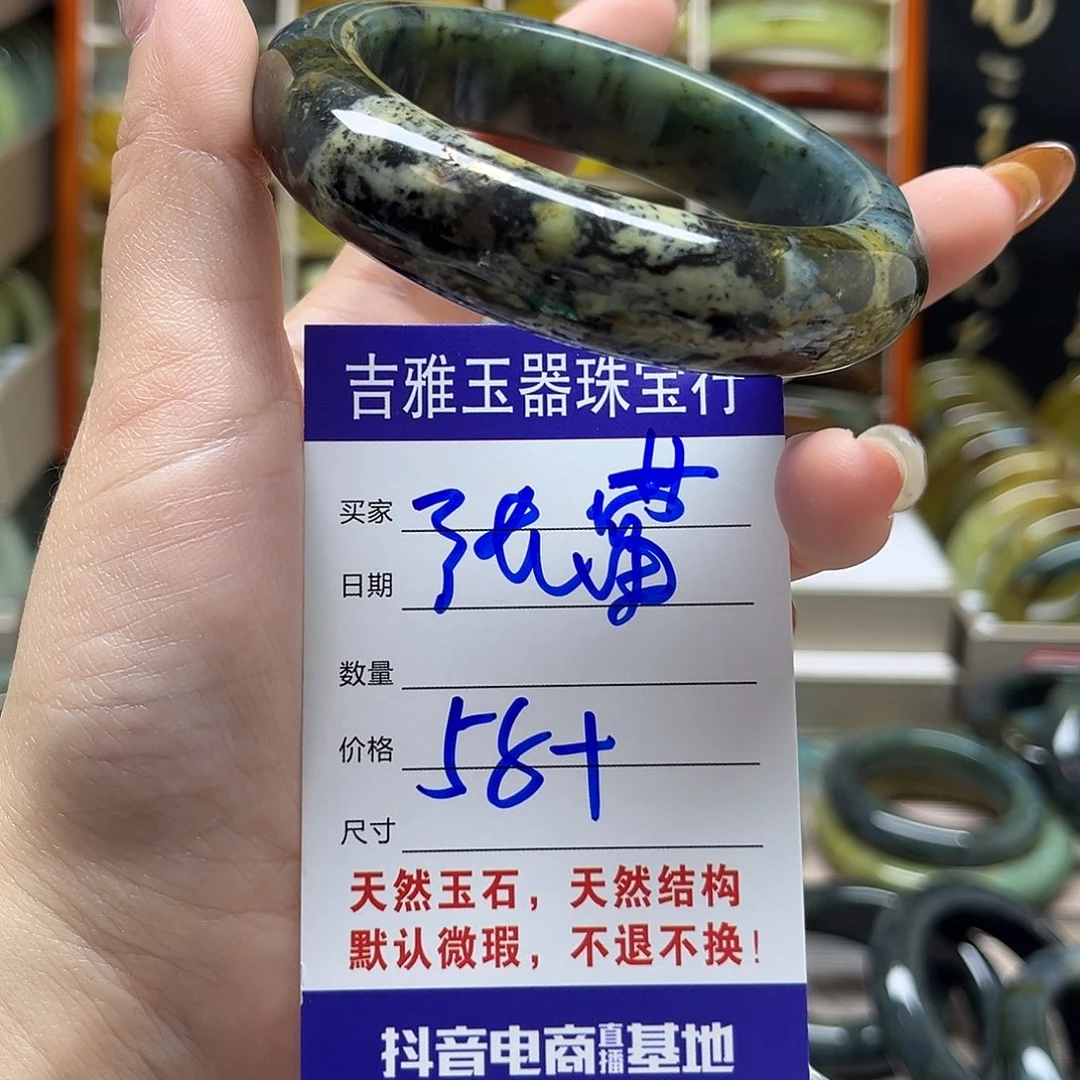 吉雅玉器珠宝行
买家 张
日期
数量
价格 58+
尺寸
天然玉石，天然结构
默认微瑕，不退不换！
抖音电商直播基地